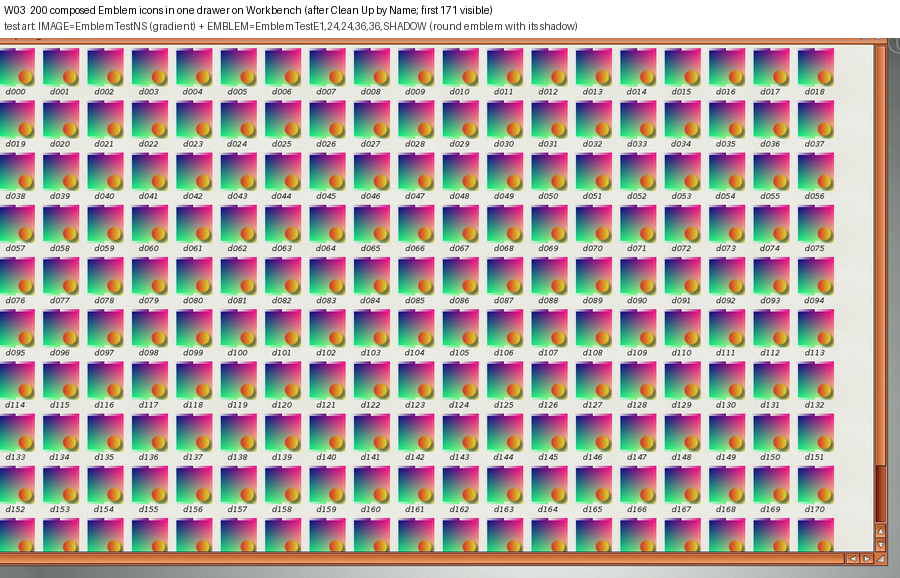 W03 200 composed Emblem icons in one drawer on Workbench (after Clean Up by Name; first 171 visible)
test art: IMAGE=EmblemTestNS (gradient) + EMBLEM=EmblemTestE1,24,24,36,36,SHADOW (round emblem with its shadow)
d000 d001 d002 d003 d004 d005 d006 d007 d008 d009 d010 d011 d012 d013 d014 d015 d016 d017 d018
d019 d020 d021 d022 d023 d024 d025 d026 d027 d028 d029 d030 d031 d032 d033 d034 d035 d036 d037
d038 d039 d040 d041 d042 d043 d044 d045 d046 d047 d048 d049 d050 d051 d052 d053 d054 d055 d056
d057 d058 d059 d060 d061 d062 d063 d064 d065 d066 d067 d068 d069 d070 d071 d072 d073 d074 d075
d076 d077 d078 d079 d080 d081 d082 d083 d084 d085 d086 d087 d088 d089 d090 d091 d092 d093 d094
d095 d096 d097 d098 d099 d100 d101 d102 d103 d104 d105 d106 d107 d108 d109 d110 d111 d112 d113
d114 d115 d116 d117 d118 d119 d120 d121 d122 d123 d124 d125 d126 d127 d128 d129 d130 d131 d132
d133 d134 d135 d136 d137 d138 d139 d140 d141 d142 d143 d144 d145 d146 d147 d148 d149 d150 d151
d152 d153 d154 d155 d156 d157 d158 d159 d160 d161 d162 d163 d164 d165 d166 d167 d168 d169 d170